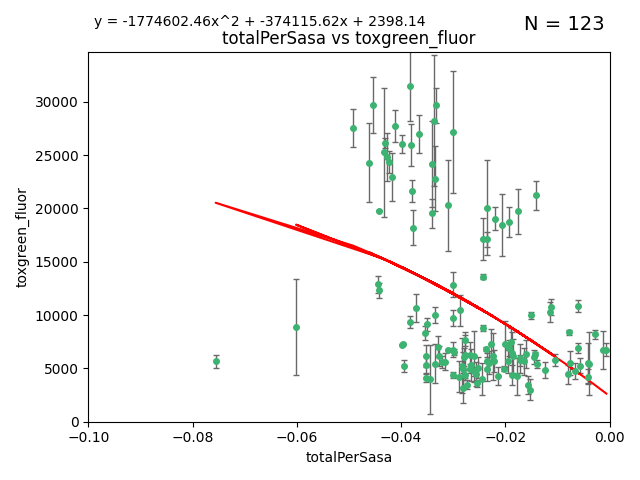 y = -1774602.46x^2 + -374115.62x + 2398.14
N = 123
totalPerSasa vs toxgreen_fluor
toxgreen_fluor
30000
25000
20000
15000
10000
5000
0
−0.10 −0.08 −0.06 −0.04 −0.02 0.00
totalPerSasa